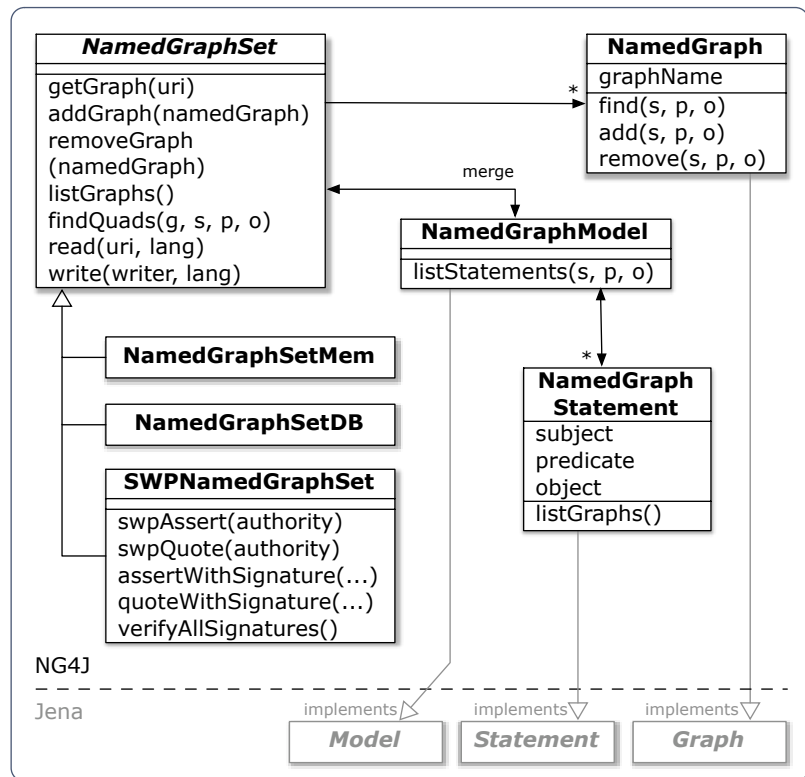 NamedGraphSet
getGraph(uri)
addGraph(namedGraph)
removeGraph
(namedGraph)
listGraphs()
findQuads(g, s, p, o)
read(uri, lang)
write(writer, lang)
*
NamedGraph
graphName
find(s, p, o)
add(s, p, o)
remove(s, p, o)
merge
NamedGraphModel
listStatements(s, p, o)
*
NamedGraph
Statement
subject
predicate
object
listGraphs()
NamedGraphSetMem
NamedGraphSetDB
SWPNamedGraphSet
swpAssert(authority)
swpQuote(authority)
assertWithSignature(...)
quoteWithSignature(...)
verifyAllSignatures()
NG4J
Jena
implements
Model
implements
Statement
implements
Graph